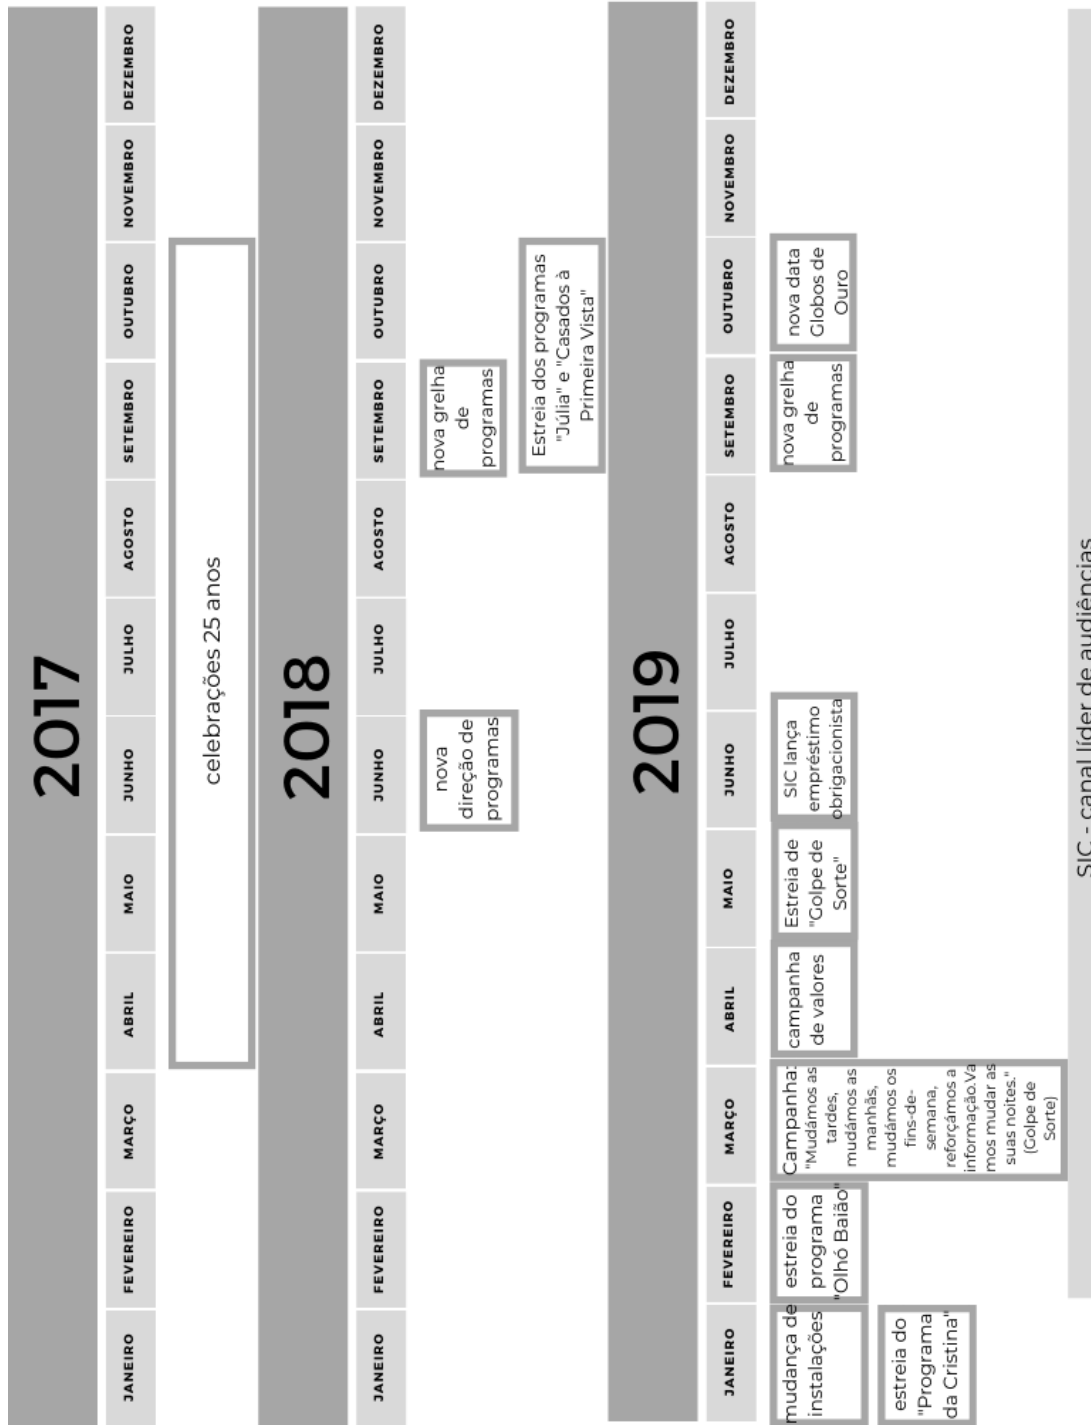 2017
JANEIRO
FEVEREIRO
MARÇO
ABRIL
MAIO
JUNHO
JULHO
AGOSTO
SETEMBRO
OUTUBRO
NOVEMBRO
DEZEMBRO
celebrações 25 anos
2018
JANEIRO
FEVEREIRO
MARÇO
ABRIL
MAIO
JUNHO
JULHO
AGOSTO
SETEMBRO
OUTUBRO
NOVEMBRO
DEZEMBRO
nova
direção de
programas
nova grelha
de
programas
Estreia dos programas
"Júlia" e "Casados à
Primeira Vista"
2019
JANEIRO
FEVEREIRO
MARÇO
ABRIL
MAIO
JUNHO
JULHO
AGOSTO
SETEMBRO
OUTUBRO
NOVEMBRO
DEZEMBRO
mudança de
instalações
estreia do
"Programa
da Cristina"
estreia do
programa
"Olhó Baião"
Campanha:
"Mudámos as
tardes,
mudámos as
manhãs,
mudámos os
fins-de-
semana,
reforçámos a
informação.Va
mos mudar as
suas noites."
(Golpe de
Sorte)
campanha
de valores
Estreia de
"Golpe de
Sorte"
SIC lança
empréstimo
obrigacionista
nova grelha
de
programas
nova data
Globos de
Ouro
SIC - canal líder de audiências